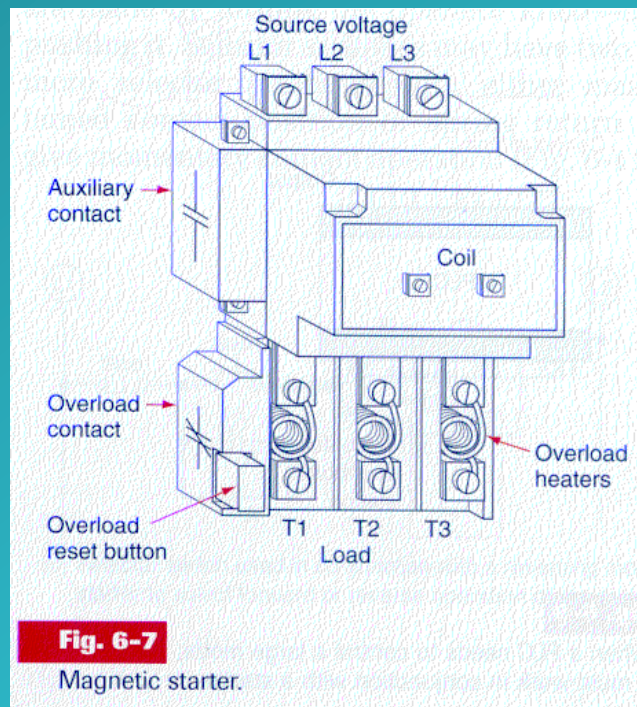 Source voltage
L1 L2 L3
Auxiliary
contact
Coil
Overload
contact
Overload
heaters
Overload
reset button
T1 T2 T3
Load
Fig. 6-7
Magnetic starter.